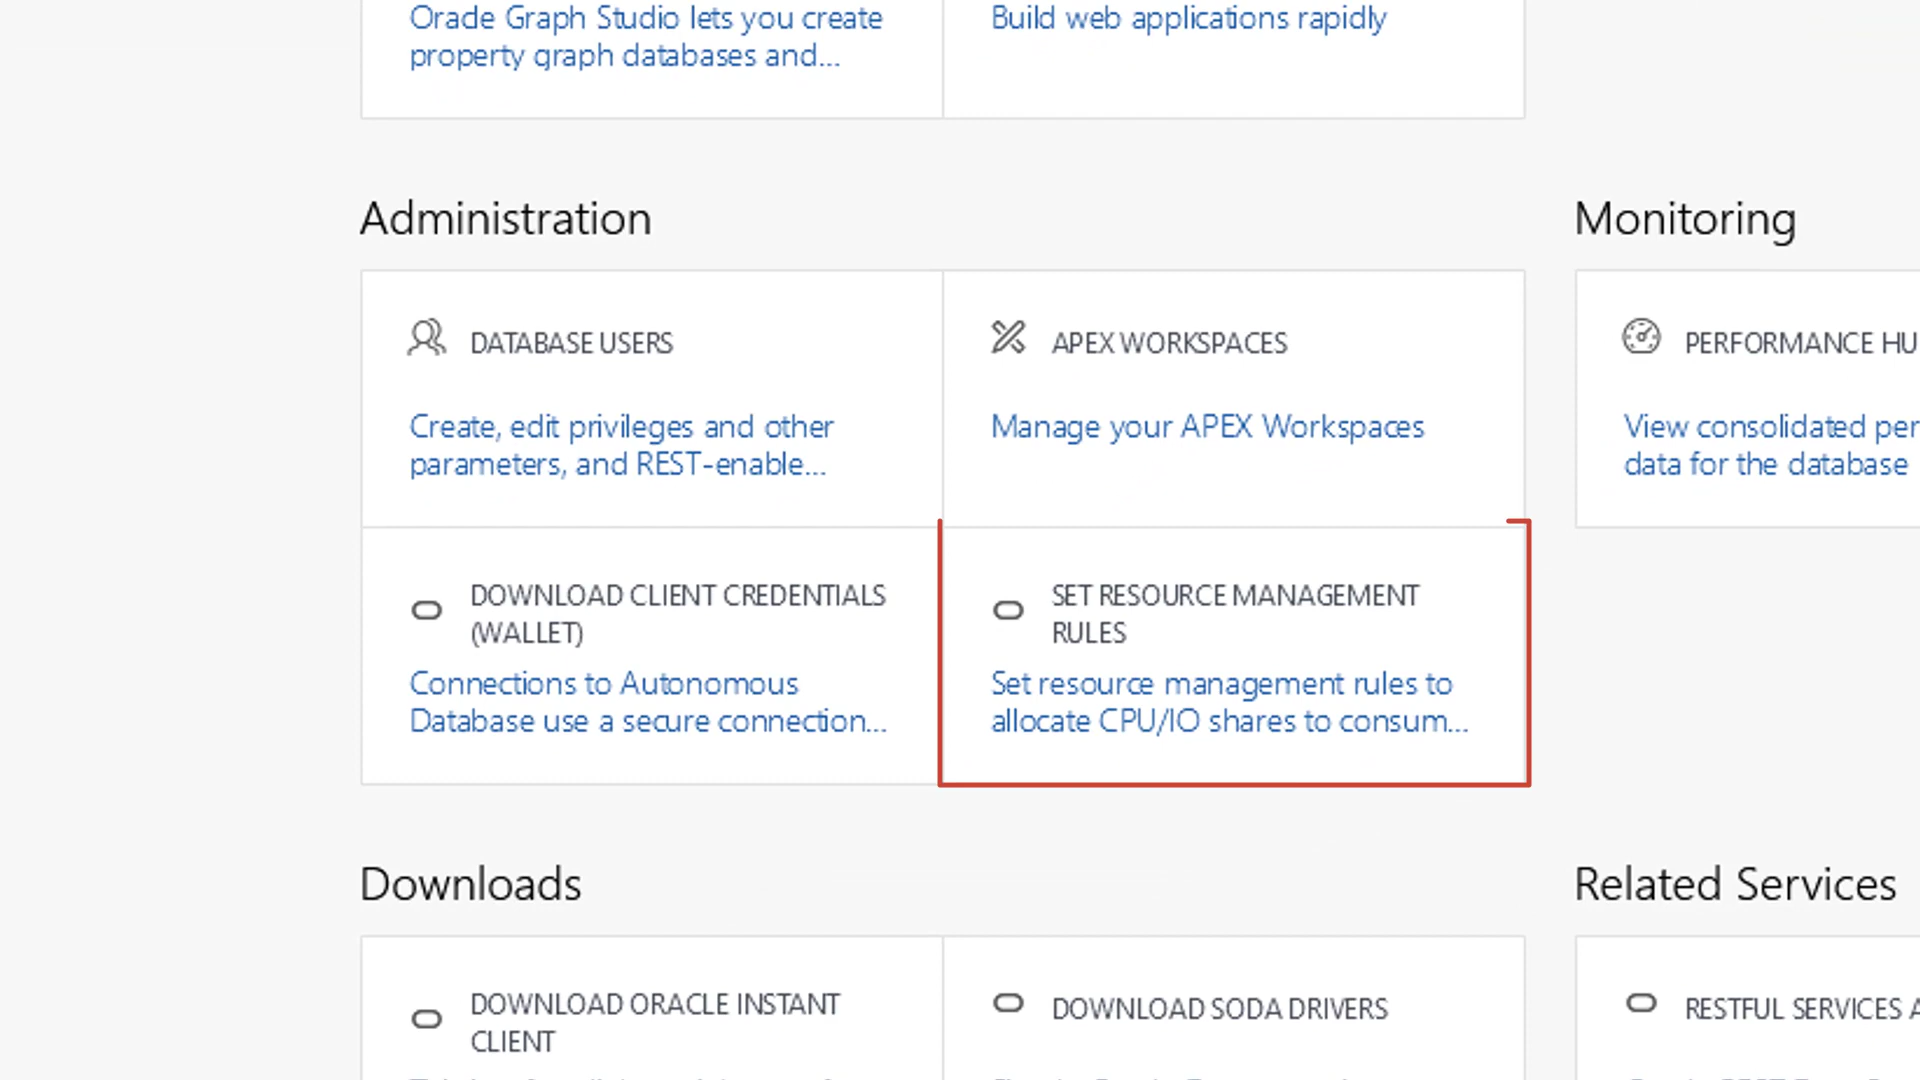 Oracle Graph Studio lets you create
property graph databases and...
Build web applications rapidly
Administration
DATABASE USERS
Create, edit privileges and other
parameters, and REST-enable...
APEX WORKSPACES
Manage your APEX Workspaces
DOWNLOAD CLIENT CREDENTIALS
(WALLET)
Connections to Autonomous
Database use a secure connection...
SET RESOURCE MANAGEMENT
RULES
Set resource management rules to
allocate CPU/IO shares to consum...
Monitoring
PERFORMANCE HU
View consolidated per
data for the database
Downloads
DOWNLOAD ORACLE INSTANT
CLIENT
DOWNLOAD SODA DRIVERS
Related Services
RESTFUL SERVICES A